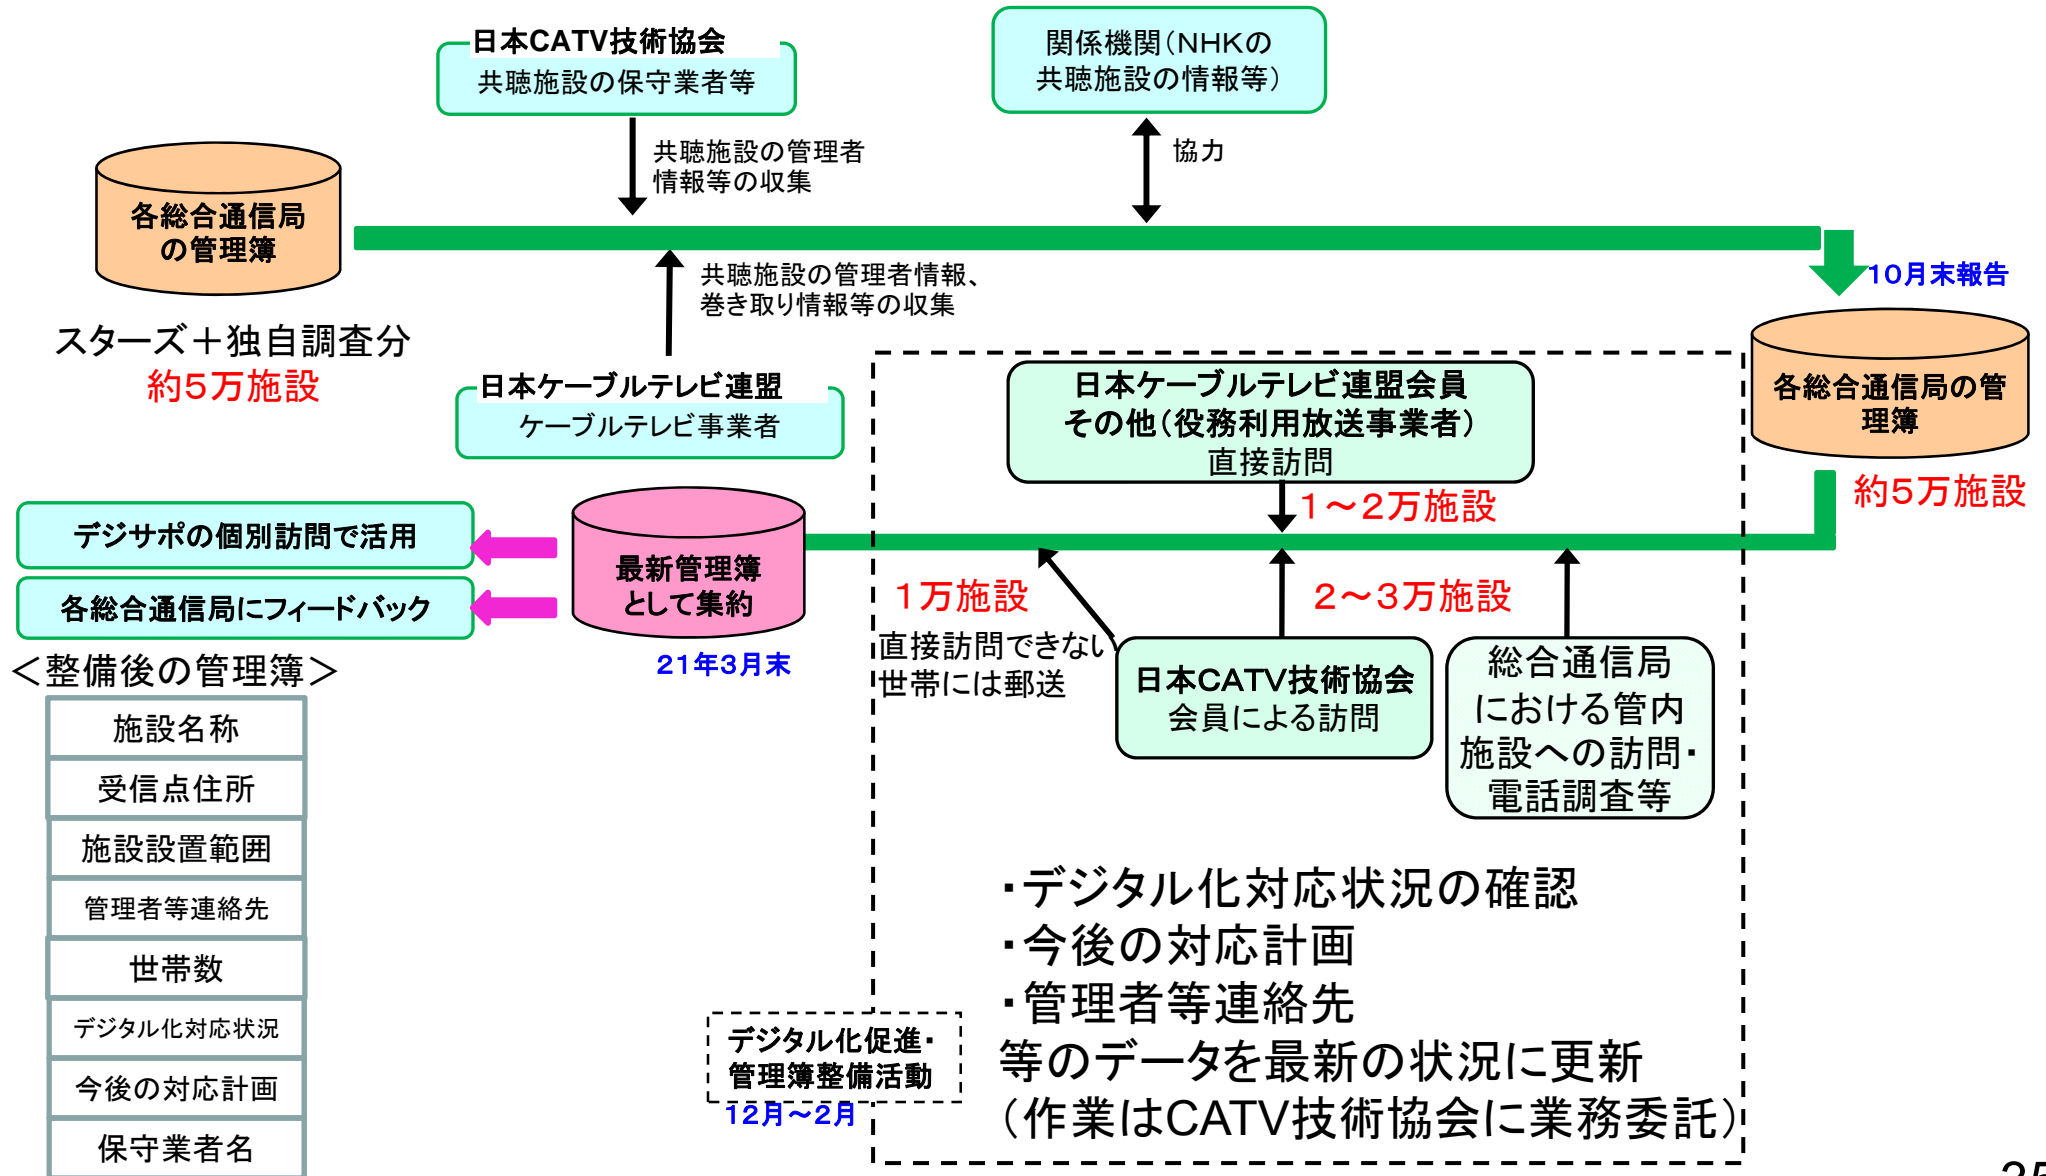 日本CATV技術協会
共聴施設の保守業者等
関係機関(NHKの
共聴施設の情報等)
共聴施設の管理者
情報等の収集
協力
各総合通信局
の管理簿
共聴施設の管理者情報、
巻き取り情報等の収集
10月末報告
スターズ+独自調査分
約5万施設
日本ケーブルテレビ連盟
ケーブルテレビ事業者
日本ケーブルテレビ連盟会員
その他(役務利用放送事業者)
直接訪問
各総合通信局の管
理簿
約5万施設
1~2万施設
デジサポの個別訪問で活用
各総合通信局にフィードバック
最新管理簿
として集約
21年3月末
1万施設
直接訪問できない
世帯には郵送
2~3万施設
日本CATV技術協会
会員による訪問
総合通信局
における管内
施設への訪問・
電話調査等
<整備後の管理簿>
施設名称
受信点住所
施設設置範囲
管理者等連絡先
世帯数
デジタル化対応状況
今後の対応計画
保守業者名
デジタル化促進・
管理簿整備活動
12月~2月
・デジタル化対応状況の確認
・今後の対応計画
・管理者等連絡先
等のデータを最新の状況に更新
(作業はCATV技術協会に業務委託)